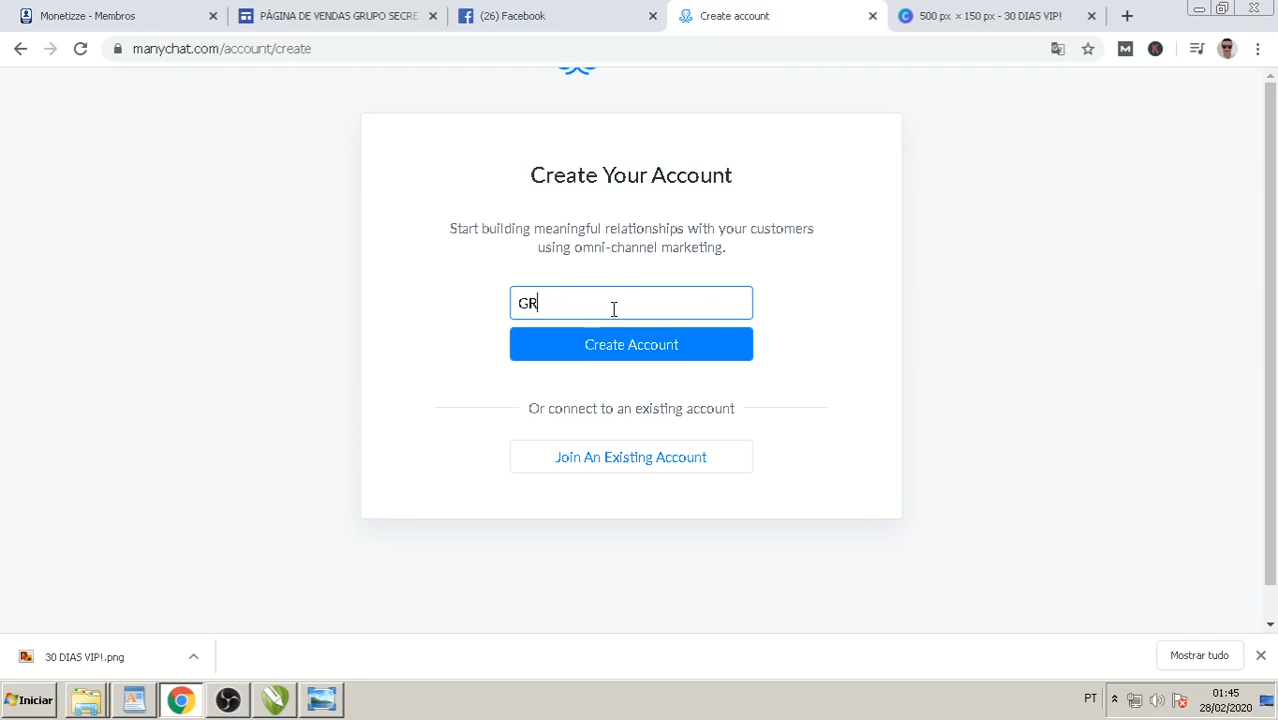 Monetizze - Membros
PÁGINA DE VENDAS GRUPO SECRE
(26) Facebook
Create account
500 px × 150 px - 30 DIAS VIP!
manychat.com/account/create
Create Your Account
Start building meaningful relationships with your customers
using omni-channel marketing.
GR
Create Account
Or connect to an existing account
Join An Existing Account
30 DIAS VIP!.png
Mostrar tudo
Iniciar
PT
01:45
28/02/2020